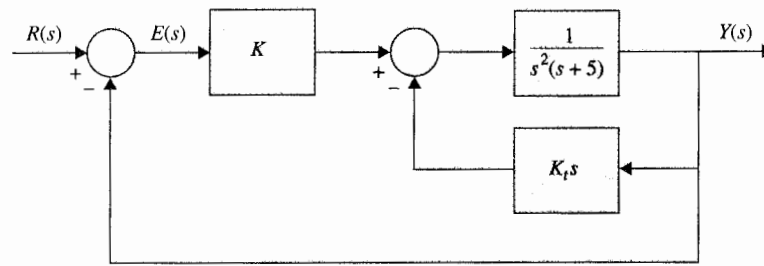 R(s)
+
−
E(s)
K
+
−
1
s²(s + 5)
Y(s)
Kₜs